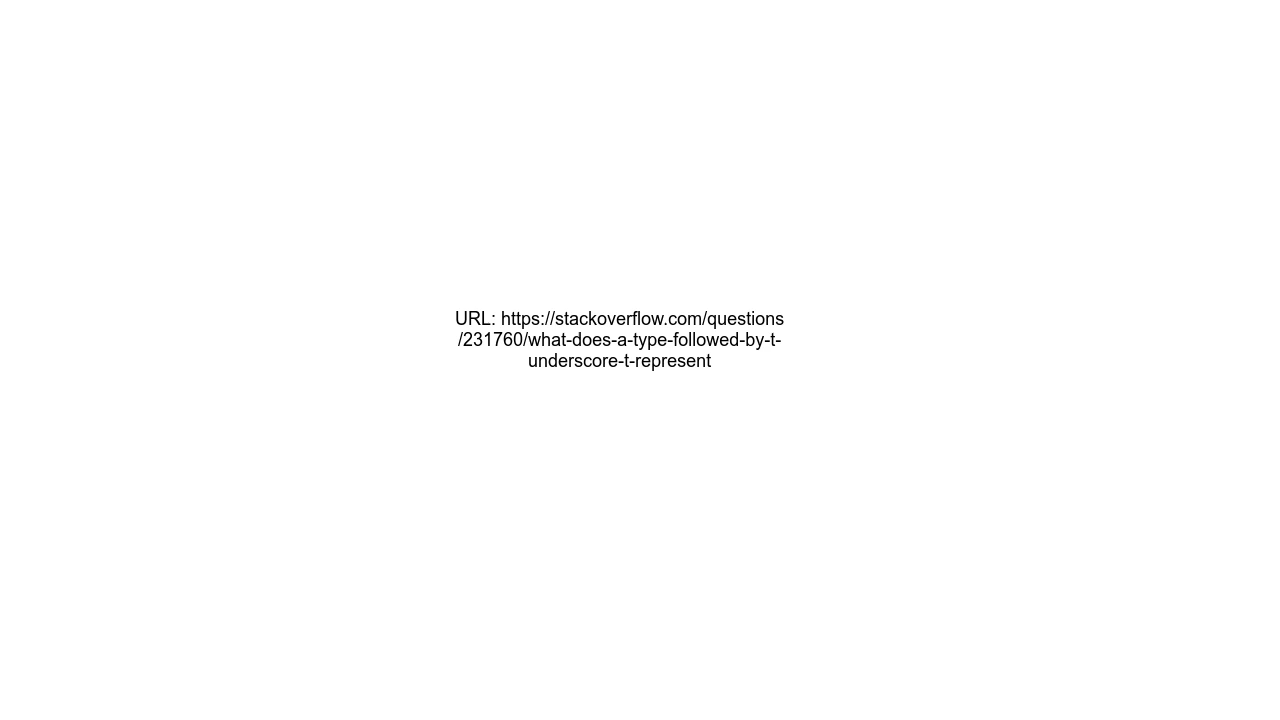 URL: https://stackoverflow.com/questions
/231760/what-does-a-type-followed-by-t-
underscore-t-represent